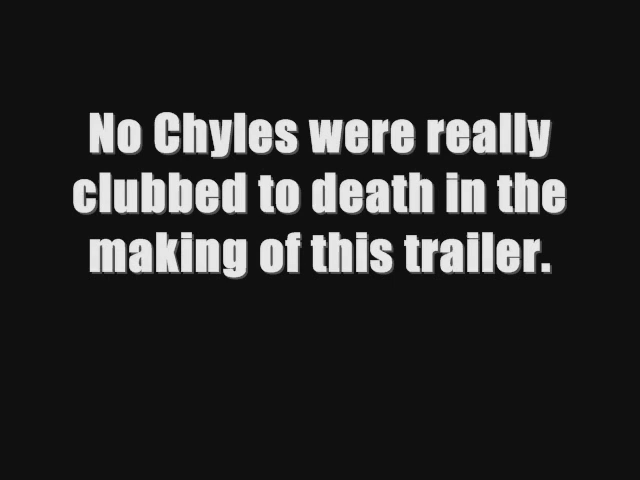 No Chyles were really
clubbed to death in the
making of this trailer.